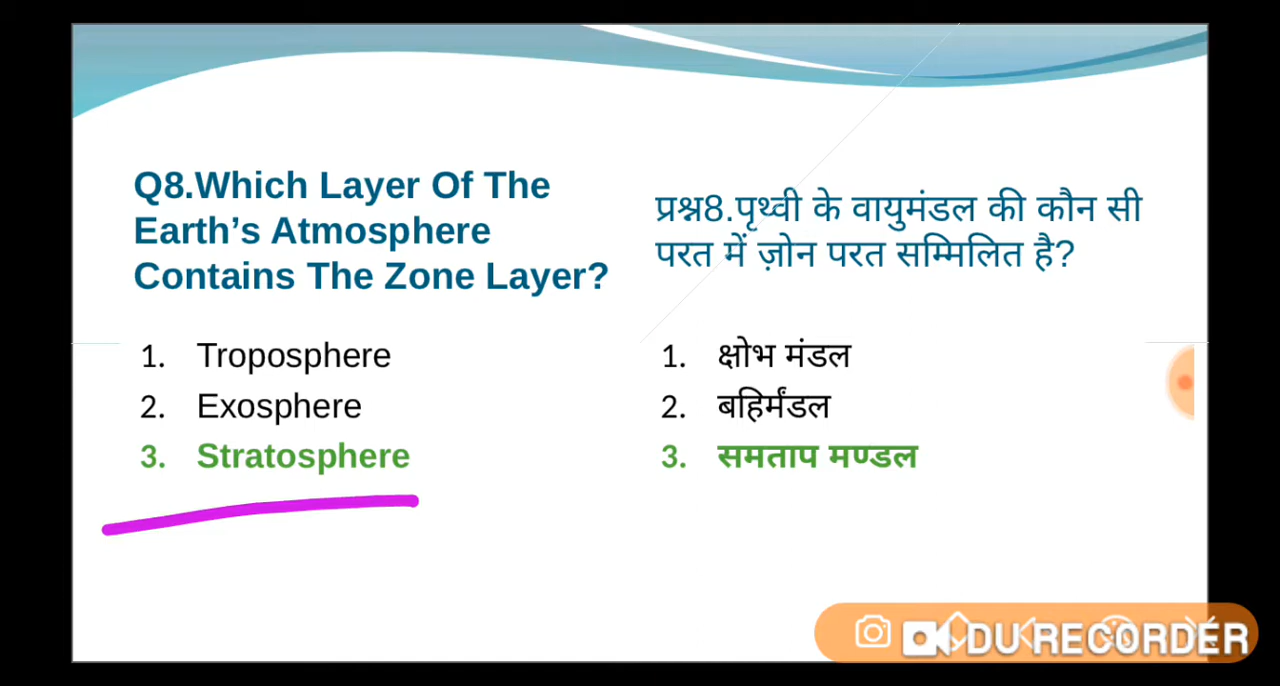 Q8.Which Layer Of The
Earth’s Atmosphere
Contains The Zone Layer?
1. Troposphere
2. Exosphere
3. Stratosphere
प्रश्न8.पृथ्वी के वायुमंडल की कौन सी
परत में ज़ोन परत सम्मिलित है?
1. क्षोभ मंडल
2. बहिर्मंडल
3. समताप मण्डल
DU RECORDER